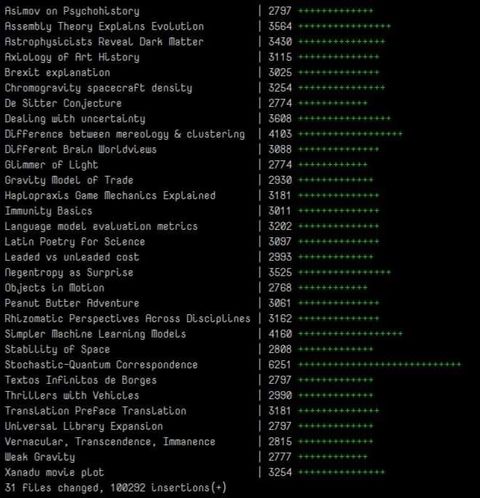 Asimov on Psychohistory | 2797 +++++++++++++
Assembly Theory Explains Evolution | 3564 ++++++++++++++++
Astrophysicists Reveal Dark Matter | 3430 +++++++++++++++
Axiology of Art History | 3115 ++++++++++++++
Brexit explanation | 3025 ++++++++++++++
Chromogravity spacecraft density | 3254 +++++++++++++++
De Sitter Conjecture | 2774 ++++++++++++
Dealing with uncertainty | 3608 ++++++++++++++++
Difference between mereology & clustering | 4103 ++++++++++++++++++
Different Brain Worldviews | 3088 ++++++++++++++
Glimmer of Light | 2774 ++++++++++++
Gravity Model of Trade | 2930 +++++++++++++
Haplopraxis Game Mechanics Explained | 3181 ++++++++++++++
Immunity Basics | 3011 ++++++++++++++
Language model evaluation metrics | 3202 ++++++++++++++
Latin Poetry for Science | 3097 ++++++++++++++
Leaded vs unleaded cost | 2993 +++++++++++++
Negentropy as Surprise | 3525 ++++++++++++++++
Objects in Motion | 2768 ++++++++++++
Peanut Butter Adventure | 3061 ++++++++++++++
Rhizomatic Perspectives Across Disciplines | 3162 ++++++++++++++
Simpler Machine Learning Models | 4160 ++++++++++++++++++
Stability of Space | 2808 +++++++++++++
Stochastic-Quantum Correspondence | 6251 ++++++++++++++++++++++++++++
Textos Infinitos de Borges | 2797 +++++++++++++
Thrillers with Vehicles | 2990 +++++++++++++
Translation Preface Translation | 3181 ++++++++++++++
Universal Library Expansion | 2797 +++++++++++++
Vernacular, Transcendence, Immanence | 2815 +++++++++++++
Weak Gravity | 2777 ++++++++++++
Xanadu movie plot | 3254 +++++++++++++++
31 files changed, 100292 insertions(+)